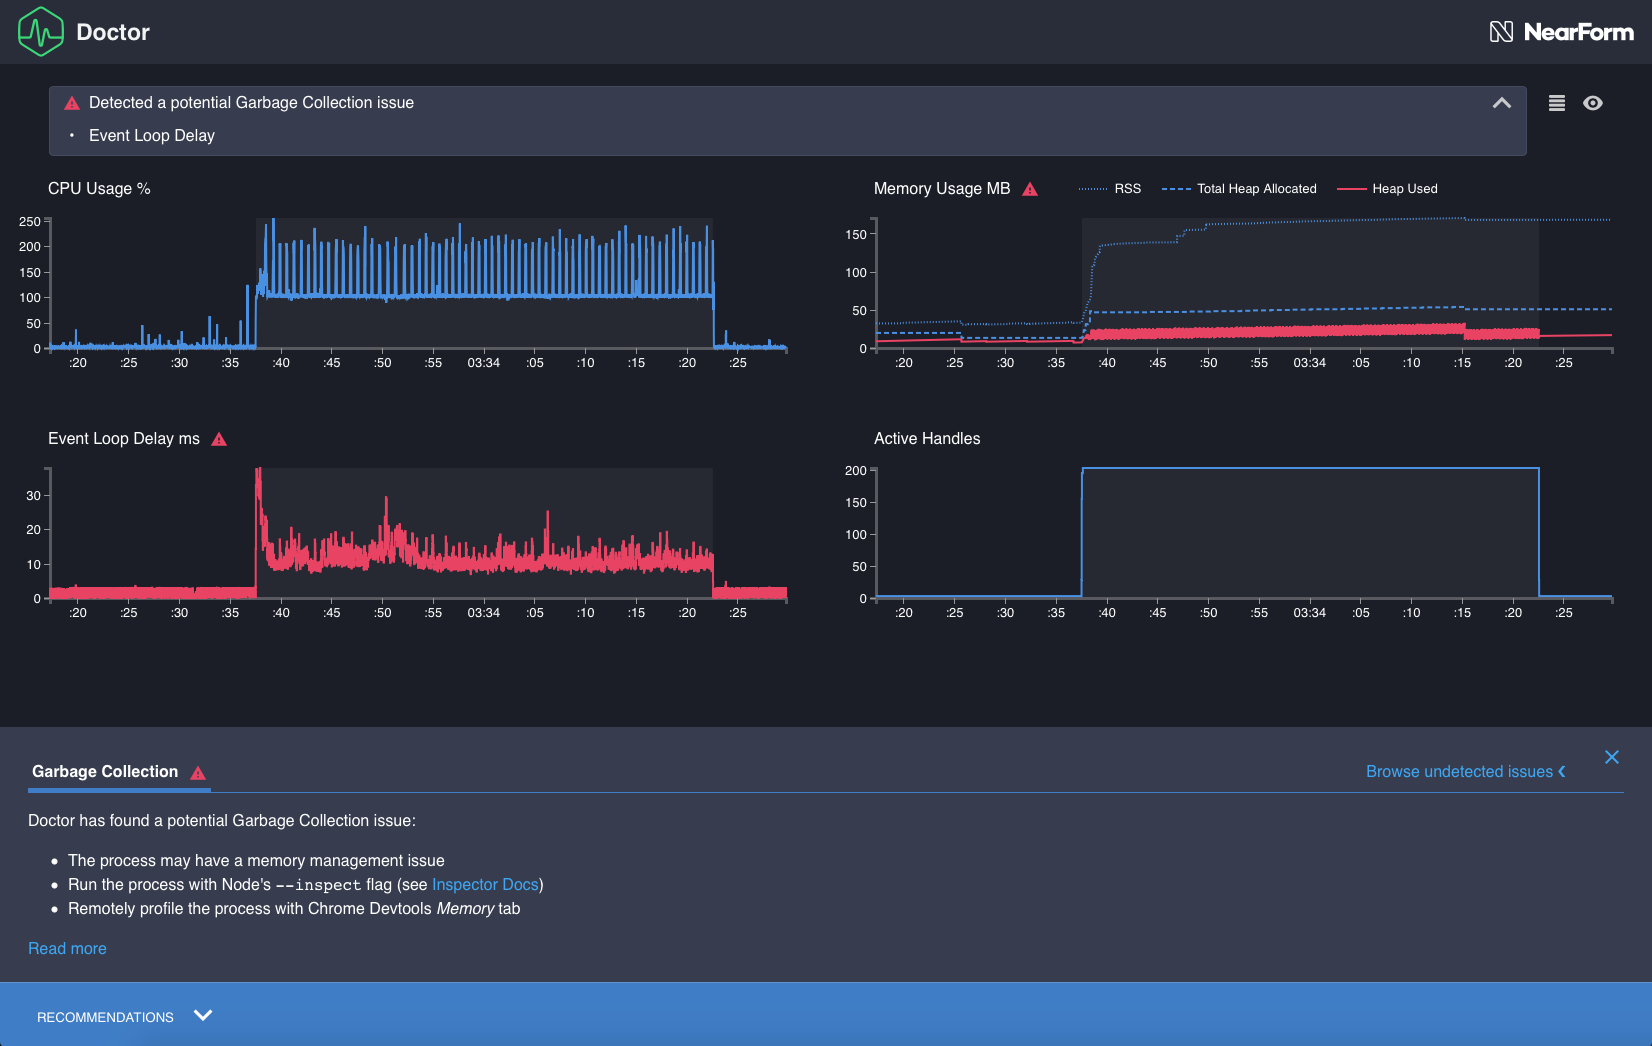 Doctor
NearForm
Detected a potential Garbage Collection issue
• Event Loop Delay
CPU Usage %
250
200
150
100
50
0
:20 :25 :30 :35 :40 :45 :50 :55 03:34 :05 :10 :15 :20 :25
Memory Usage MB RSS Total Heap Allocated Heap Used
150
100
50
0
:20 :25 :30 :35 :40 :45 :50 :55 03:34 :05 :10 :15 :20 :25
Event Loop Delay ms
30
20
10
0
:20 :25 :30 :35 :40 :45 :50 :55 03:34 :05 :10 :15 :20 :25
Active Handles
200
150
100
50
0
:20 :25 :30 :35 :40 :45 :50 :55 03:34 :05 :10 :15 :20 :25
Garbage Collection
Browse undetected issues
Doctor has found a potential Garbage Collection issue:
• The process may have a memory management issue
• Run the process with Node's --inspect flag (see Inspector Docs)
• Remotely profile the process with Chrome Devtools Memory tab
Read more
RECOMMENDATIONS